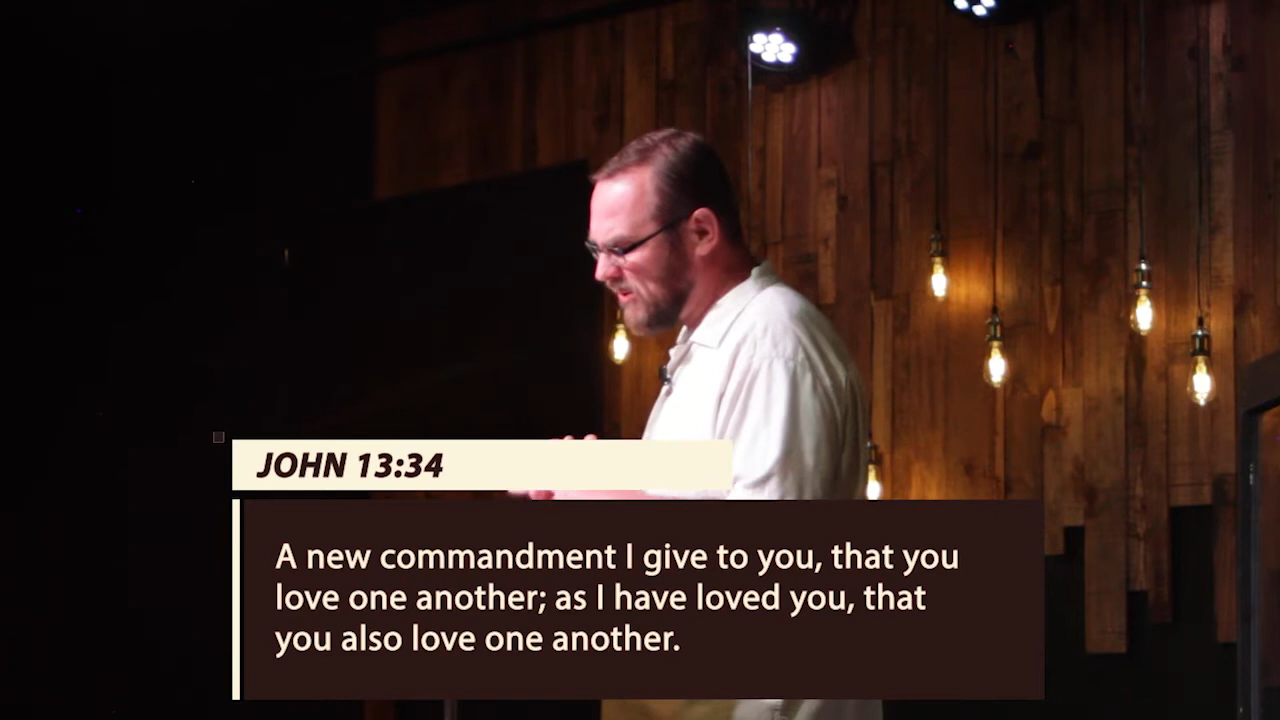 JOHN 13:34
A new commandment I give to you, that you
love one another; as I have loved you, that
you also love one another.